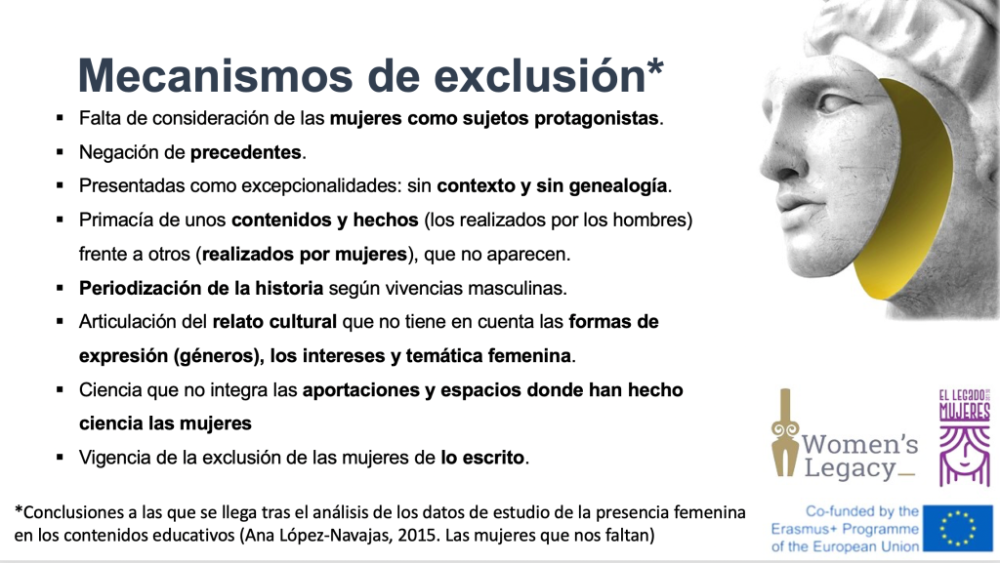 Mecanismos de exclusión*
▪ Falta de consideración de las mujeres como sujetos protagonistas.
▪ Negación de precedentes.
▪ Presentadas como excepcionalidades: sin contexto y sin genealogía.
▪ Primacía de unos contenidos y hechos (los realizados por los hombres)
frente a otros (realizados por mujeres), que no aparecen.
▪ Periodización de la historia según vivencias masculinas.
▪ Articulación del relato cultural que no tiene en cuenta las formas de
expresión (géneros), los intereses y temática femenina.
▪ Ciencia que no integra las aportaciones y espacios donde han hecho
ciencia las mujeres
▪ Vigencia de la exclusión de las mujeres de lo escrito.
*Conclusiones a las que se llega tras el análisis de los datos de estudio de la presencia femenina
en los contenidos educativos (Ana López-Navajas, 2015. Las mujeres que nos faltan)
Women's
Legacy_
EL LEGADO
MUJERES
Co-funded by the
Erasmus+ Programme
of the European Union